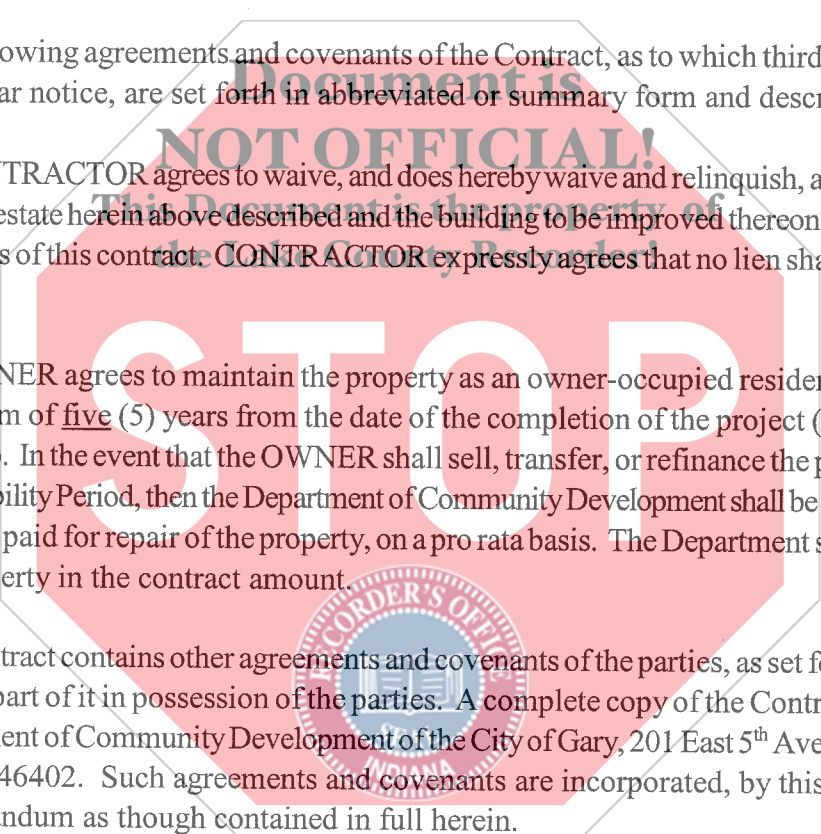 owing agreements and covenants of the Contract, as to which third
ar notice, are set forth in abbreviated or summary form and descr
Document is
NOT OFFICIAL!
This Document is the property of
the Lake County Recorder!
TRACTOR agrees to waive, and does hereby waive and relinquish, a
estate herein above described and the building to be improved thereon
s of this contract. CONTRACTOR expressly agrees that no lien sha
STOP
NER agrees to maintain the property as an owner-occupied residen
m of five (5) years from the date of the completion of the project (
. In the event that the OWNER shall sell, transfer, or refinance the p
bility Period, then the Department of Community Development shall be
paid for repair of the property, on a pro rata basis. The Department s
erty in the contract amount.
RECORDER'S OFFICE
SEAL
INDIANA
tract contains other agreements and covenants of the parties, as set fo
part of it in possession of the parties. A complete copy of the Contr
ent of Community Development of the City of Gary, 201 East 5th Ave
46402. Such agreements and covenants are incorporated, by this
ndum as though contained in full herein.